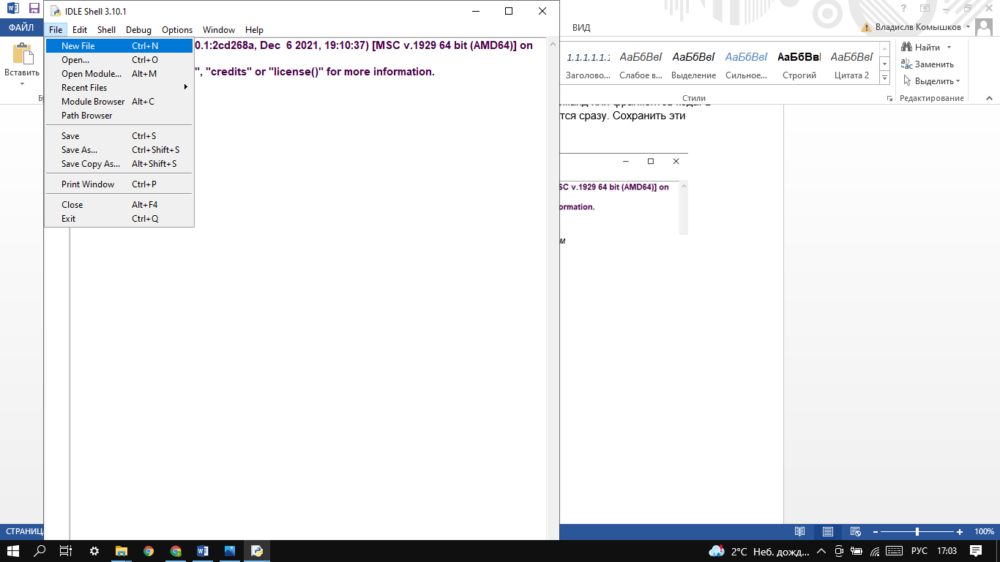 IDLE Shell 3.10.1
File Edit Shell Debug Options Window Help
0.1:2cd268a, Dec 6 2021, 19:10:37) [MSC v.1929 64 bit (AMD64)] on
", "credits" or "license()" for more information.
New File Ctrl+N
Open... Ctrl+O
Open Module... Alt+M
Recent Files
Module Browser Alt+C
Path Browser
Save Ctrl+S
Save As... Ctrl+Shift+S
Save Copy As... Alt+Shift+S
Print Window Ctrl+P
Close Alt+F4
Exit Ctrl+Q
ФАЙЛ
Вставить
ВИД
Владислв Комышков
1.1.1.1.1.1 АаБбВвГ АаБбВвГ АаБбВвГ АаБбВвГ АаБбВвГ
Заголово... Слабое в... Выделение Сильное... Строгий Цитата 2
Стили
Найти
Заменить
Выделить
Редактирование
тся сразу. Сохранить эти
SC v.1929 64 bit (AMD64)] on
ormation.
м
СТРАНИЦ
100%
2°C Неб. дожд...
РУС
17:03